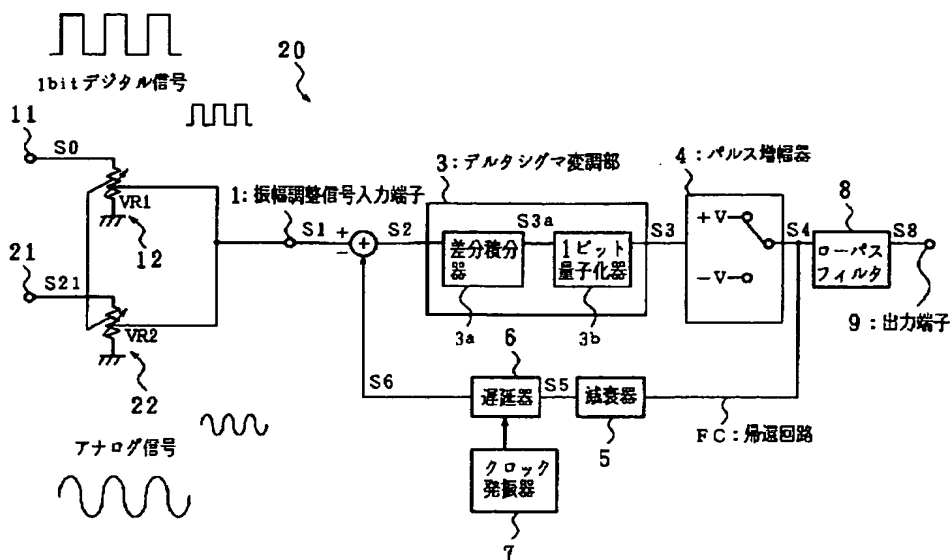 1bitデジタル信号
20
11
S0
VR1
12
21
S21
VR2
22
アナログ信号
1:振幅調整信号入力端子
S1
+
−
+
S2
3:デルタシグマ変調部
差分積分
器
3a
S3a
1ビット
量子化器
3b
S3
4:パルス増幅器
+V
−V
S4
8
ローパス
フィルタ
S8
9:出力端子
S6
6
遅延器
S5
減衰器
5
FC:帰還回路
クロック
発振器
7